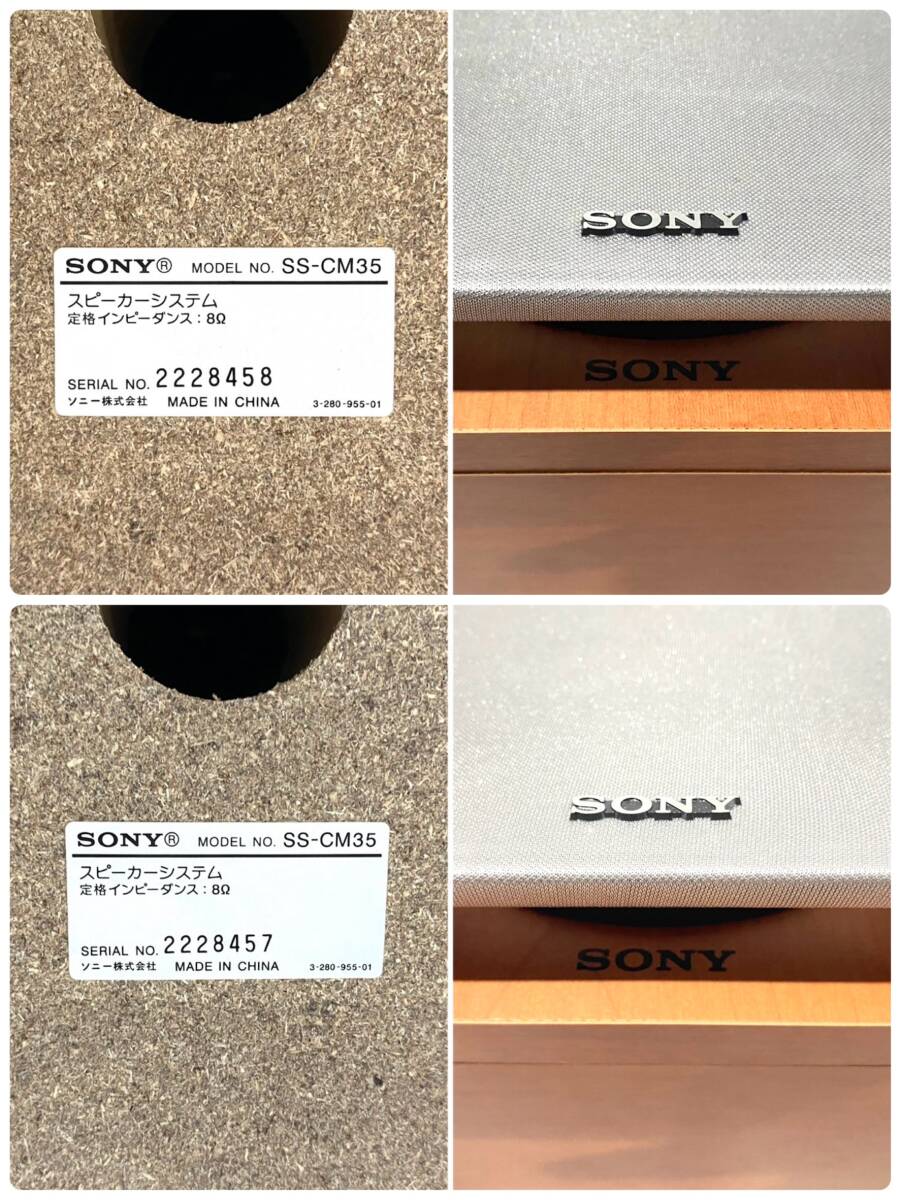 SONY® MODEL NO. SS-CM35
スピーカーシステム
定格インピーダンス：8Ω
SERIAL NO. 2228458
ソニー株式会社 MADE IN CHINA 3-280-955-01
SONY
SONY
SONY® MODEL NO. SS-CM35
スピーカーシステム
定格インピーダンス：8Ω
SERIAL NO. 2228457
ソニー株式会社 MADE IN CHINA 3-280-955-01
SONY
SONY